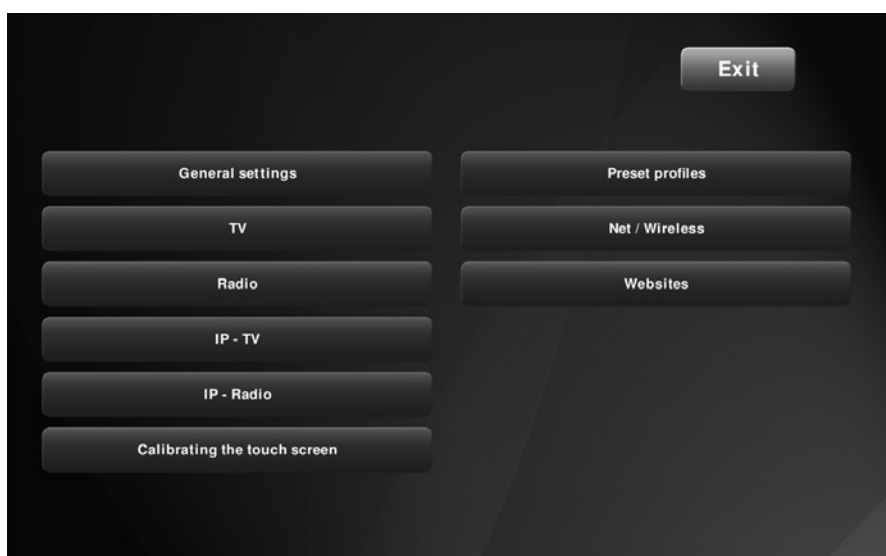 Exit
General settings
TV
Radio
IP - TV
IP - Radio
Calibrating the touch screen
Preset profiles
Net / Wireless
Websites